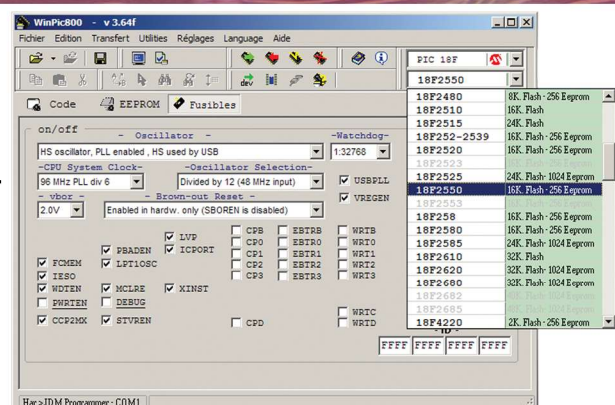 WinPic800 - v 3.64f
Fichier Edition Transfert Utilities Réglages Language Aide
PIC 18F
18F2550
Code EEPROM Fusibles
on/off
- Oscillator - -Watchdog-
HS oscillator, PLL enabled , HS used by USB 1:32768
-CPU System Clock- -Oscillator Selection-
96 MHz PLL div 6 Divided by 12 (48 MHz input) USBPLL
- vbor - - Brown-out Reset - VREGEN
2.0V Enabled in hardw. only (SBOREN is disabled)
CPB EBTRB WRTB
LVP CP0 EBTR0 WRT0
PBADEN ICPORT CP1 EBTR1 WRT1
FCMEM LPT1OSC CP2 EBTR2 WRT2
IESO CP3 EBTR3 WRT3
WDTEN MCLRE XINST
PWRTEN DEBUG WRTC
CCP2MX STVREN CPD WRTD
- ID -
FFFF FFFF FFFF FFFF
18F2480 8K. Flash - 256 Eeprom
18F2510 16K. Flash
18F2515 24K. Flash
18F252-2539 16K. Flash - 256 Eeprom
18F2520 16K. Flash - 256 Eeprom
18F2523
18F2525 24K. Flash- 1024 Eeprom
18F2550 16K. Flash - 256 Eeprom
18F2553 16K. Flash - 256 Eeprom
18F258 16K. Flash - 256 Eeprom
18F2580 16K. Flash - 256 Eeprom
18F2585 24K. Flash- 1024 Eeprom
18F2610 32K. Flash
18F2620 32K. Flash- 1024 Eeprom
18F2680 32K. Flash- 1024 Eeprom
18F2682
18F2685
18F4220 2K. Flash - 256 Eeprom
Har > JDM Programmer - COM1